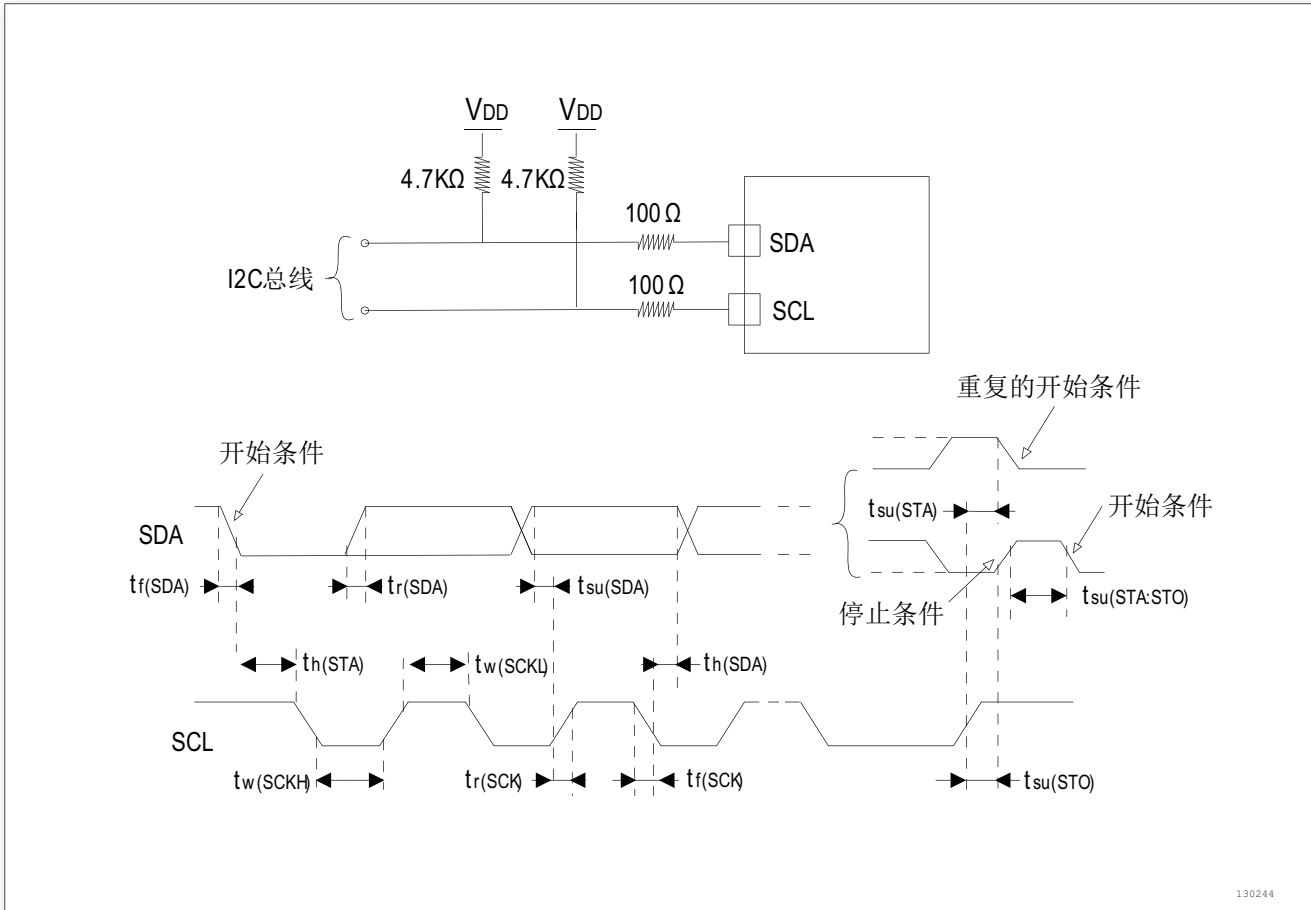 VDD
VDD
4.7KΩ
4.7KΩ
100 Ω
SDA
I2C总线
100 Ω
SCL
重复的开始条件
开始条件
tsu(STA)
开始条件
SDA
tf(SDA)
tr(SDA)
tsu(SDA)
停止条件
tsu(STA:STO)
th(STA)
tw(SCKL)
th(SDA)
SCL
tw(SCKH)
tr(SCK)
tf(SCK)
tsu(STO)
130244